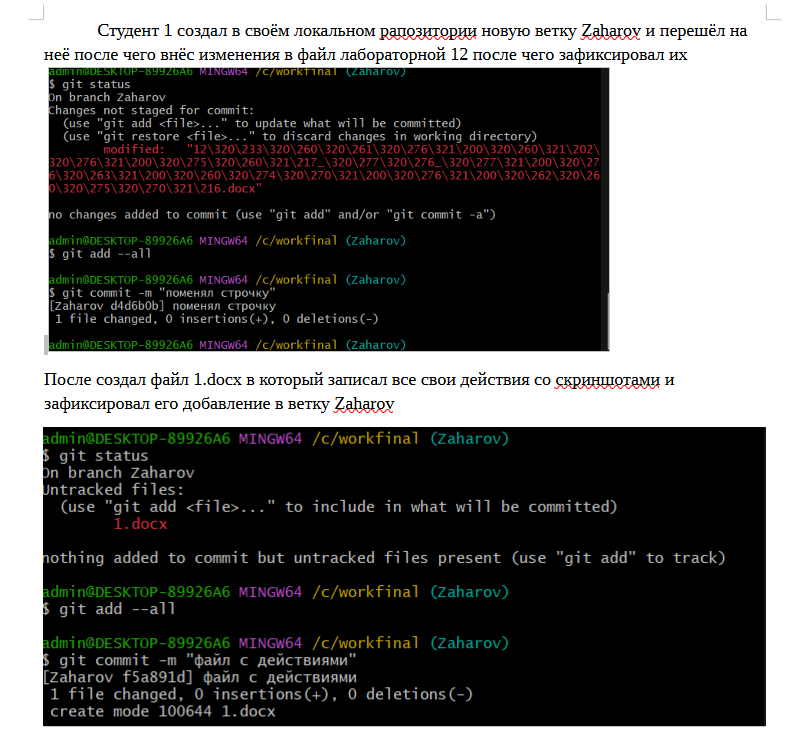 Студент 1 создал в своём локальном рапозитории новую ветку Zaharov и перешёл на
неё после чего внёс изменения в файл лабораторной 12 после чего зафиксировал их
admin@DESKTOP-89926A6 MINGW64 /c/workfinal (Zaharov)
$ git status
On branch Zaharov
Changes not staged for commit:
  (use "git add <file>..." to update what will be committed)
  (use "git restore <file>..." to discard changes in working directory)
        modified:   "12\320\233\320\260\320\261\320\276\321\200\320\260\321\202\
320\276\321\200\320\275\320\260\321\217_\320\277\320\276_\320\277\321\200\320\27
6\320\263\321\200\320\260\320\274\320\270\321\200\320\276\321\200\320\262\320\26
0\320\275\320\270\321\216.docx"
no changes added to commit (use "git add" and/or "git commit -a")
admin@DESKTOP-89926A6 MINGW64 /c/workfinal (Zaharov)
$ git add --all
admin@DESKTOP-89926A6 MINGW64 /c/workfinal (Zaharov)
$ git commit -m "поменял строчку"
[Zaharov d4d6b0b] поменял строчку
 1 file changed, 0 insertions(+), 0 deletions(-)
admin@DESKTOP-89926A6 MINGW64 /c/workfinal (Zaharov)
После создал файл 1.docx в который записал все свои действия со скриншотами и
зафиксировал его добавление в ветку Zaharov
admin@DESKTOP-89926A6 MINGW64 /c/workfinal (Zaharov)
$ git status
On branch Zaharov
Untracked files:
  (use "git add <file>..." to include in what will be committed)
        1.docx
nothing added to commit but untracked files present (use "git add" to track)
admin@DESKTOP-89926A6 MINGW64 /c/workfinal (Zaharov)
$ git add --all
admin@DESKTOP-89926A6 MINGW64 /c/workfinal (Zaharov)
$ git commit -m "файл с действиями"
[Zaharov f5a891d] файл с действиями
 1 file changed, 0 insertions(+), 0 deletions(-)
 create mode 100644 1.docx